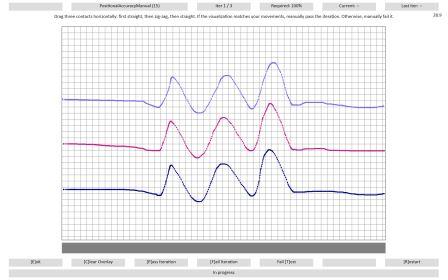 PositionalAccuracyManual (15) Iter 1 / 3 Required: 100% Current: - Last iter: -
Drag three contacts horizontally: first straight, then zig-zag, then straight. If the visualization matches your movements, manually pass the iteration. Otherwise, manually fail it.
[E]xit [C]lear Overlay [P]ass Iteration [F]ail Iteration Fail [T]est [R]estart
In progress